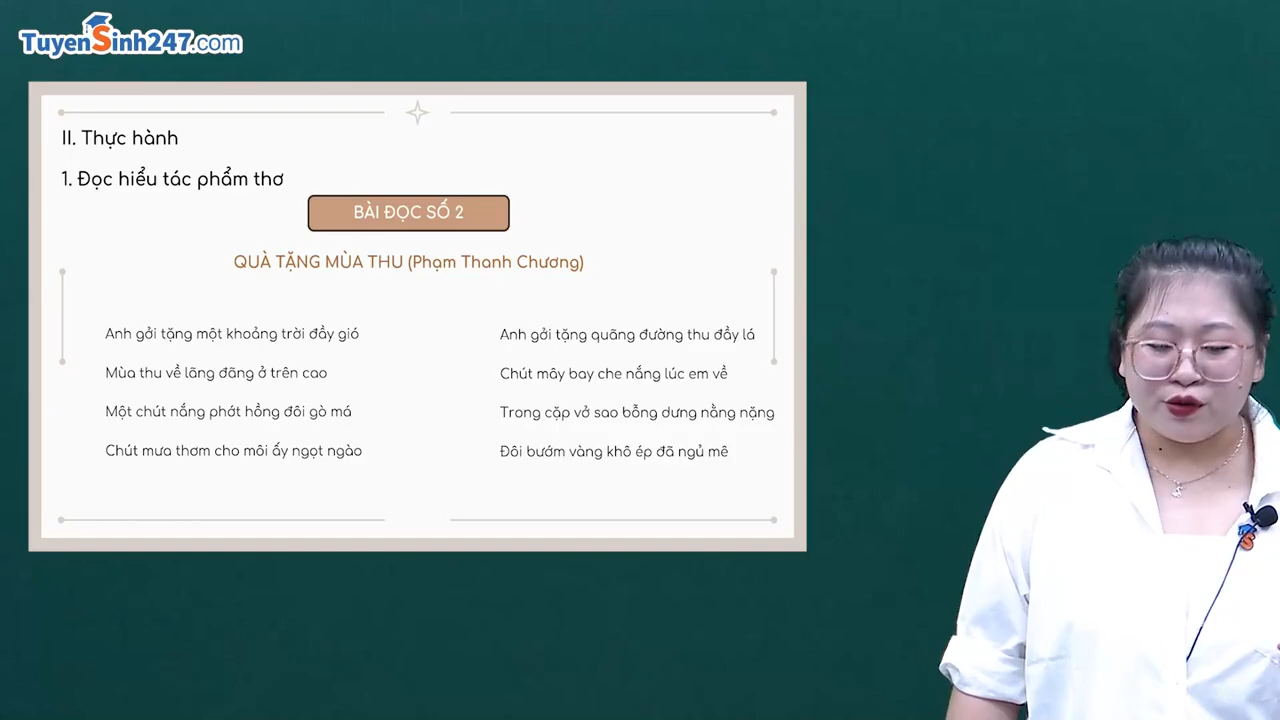 TuyenSinh247.com
II. Thực hành
1. Đọc hiểu tác phẩm thơ
BÀI ĐỌC SỐ 2
QUÀ TẶNG MÙA THU (Phạm Thanh Chương)
Anh gởi tặng một khoảng trời đầy gió
Mùa thu về lãng đãng ở trên cao
Một chút nắng phớt hồng đôi gò má
Chút mưa thơm cho môi ấy ngọt ngào
Anh gởi tặng quãng đường thu đầy lá
Chút mây bay che nắng lúc em về
Trong cặp vở sao bỗng dưng nằng nặng
Đôi bướm vàng khô ép đã ngủ mê